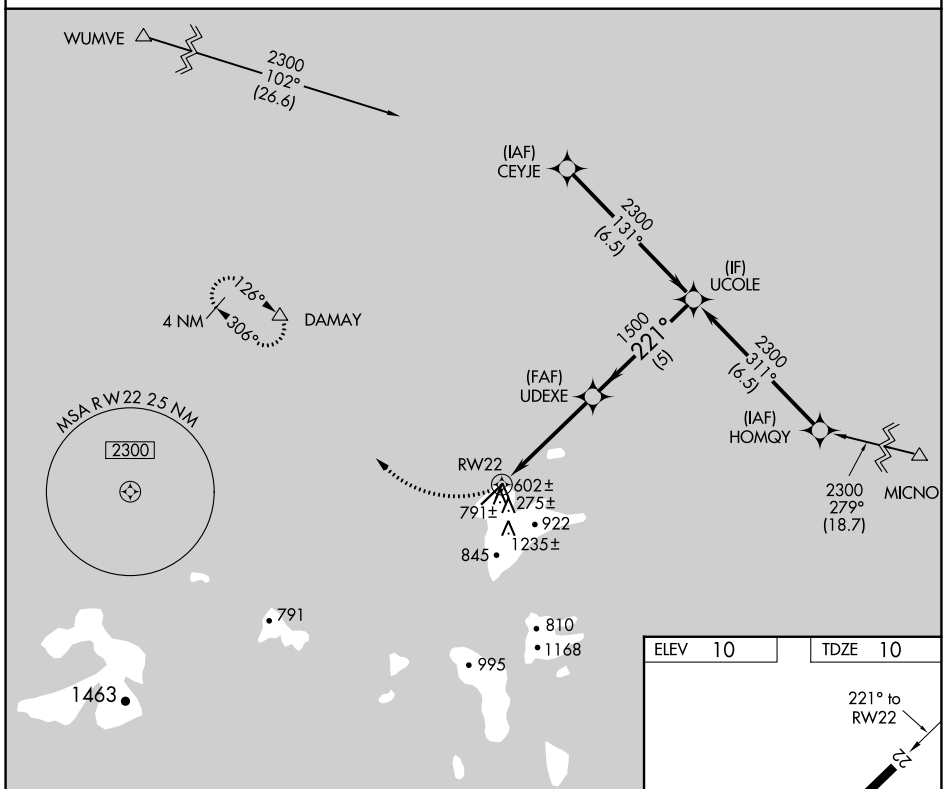 WUMVE
2300
102°
(26.6)
(IAF)
CEYJE
2300
131°
(6.5)
(IF)
UCOLE
126°
4 NM
306°
DAMAY
1500
221°
(5)
2300
311°
(6.5)
(FAF)
UDEXE
(IAF)
HOMQY
MSA RW22 25 NM
2300
RW22
602±
791±
275±
922
1235±
845
2300
279°
(18.7)
MICNO
791
810
1168
995
1463
ELEV 10
TDZE 10
221° to
RW22
22